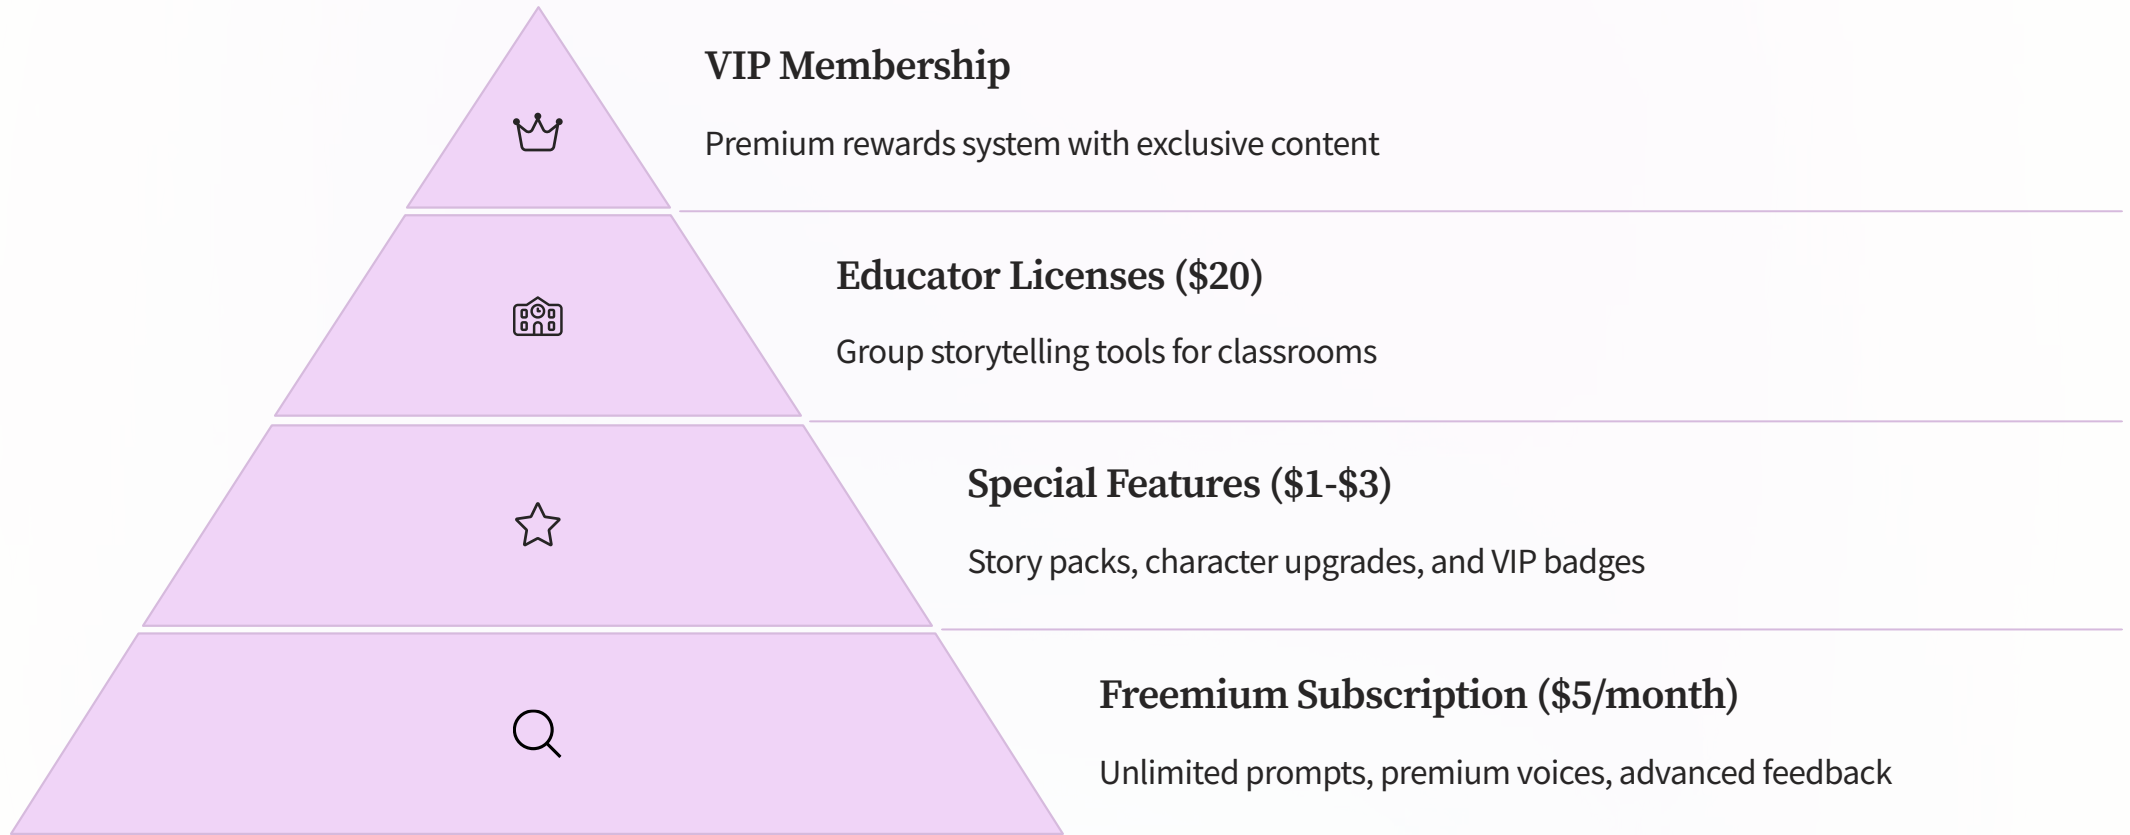 VIP Membership
Premium rewards system with exclusive content
Educator Licenses ($20)
Group storytelling tools for classrooms
Special Features ($1-$3)
Story packs, character upgrades, and VIP badges
Freemium Subscription ($5/month)
Unlimited prompts, premium voices, advanced feedback